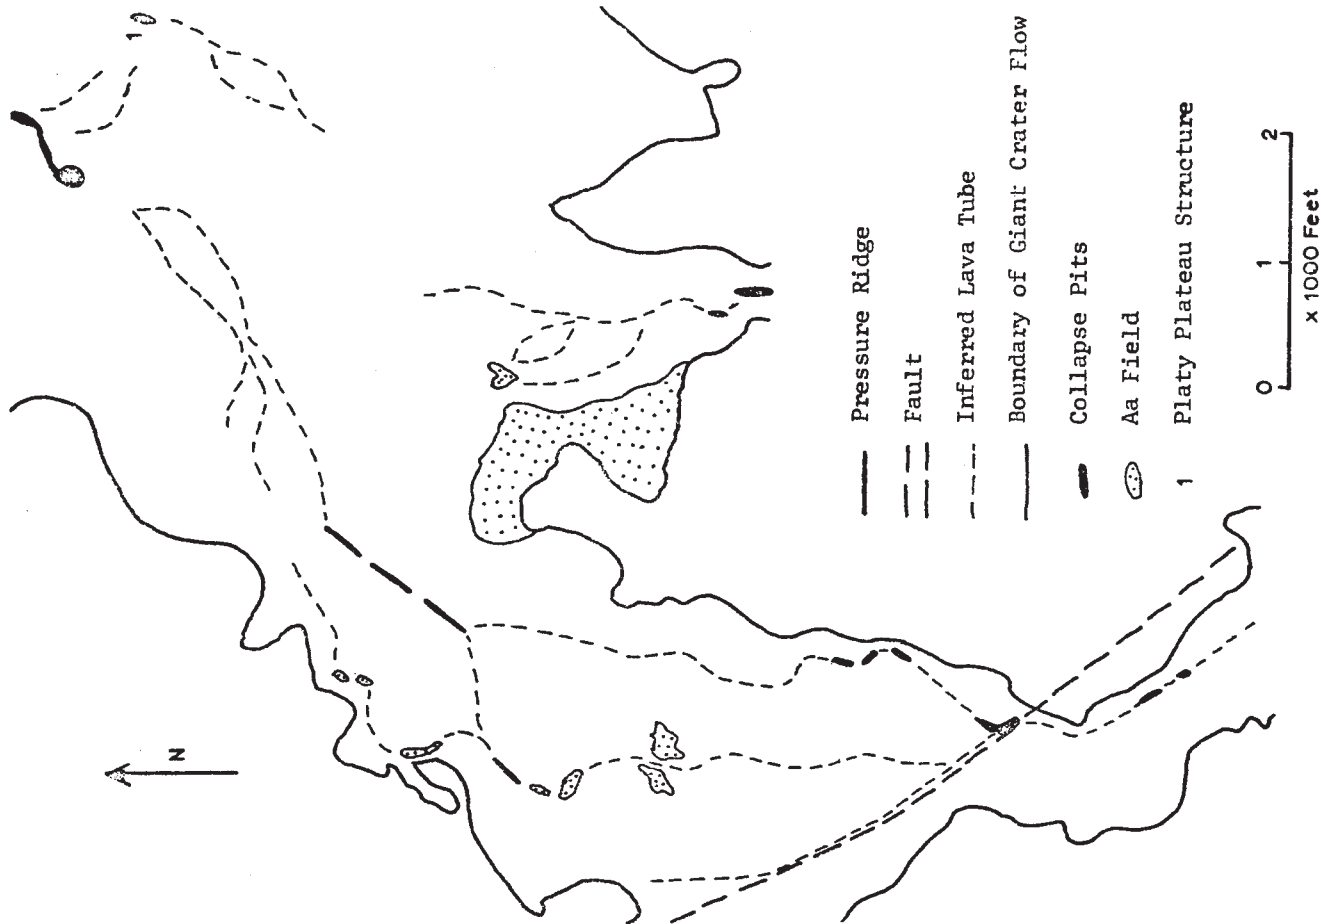 1
N
Pressure Ridge
Fault
Inferred Lava Tube
Boundary of Giant Crater Flow
Collapse Pits
Aa Field
1 Platy Plateau Structure
0 1 2
x 1000 Feet